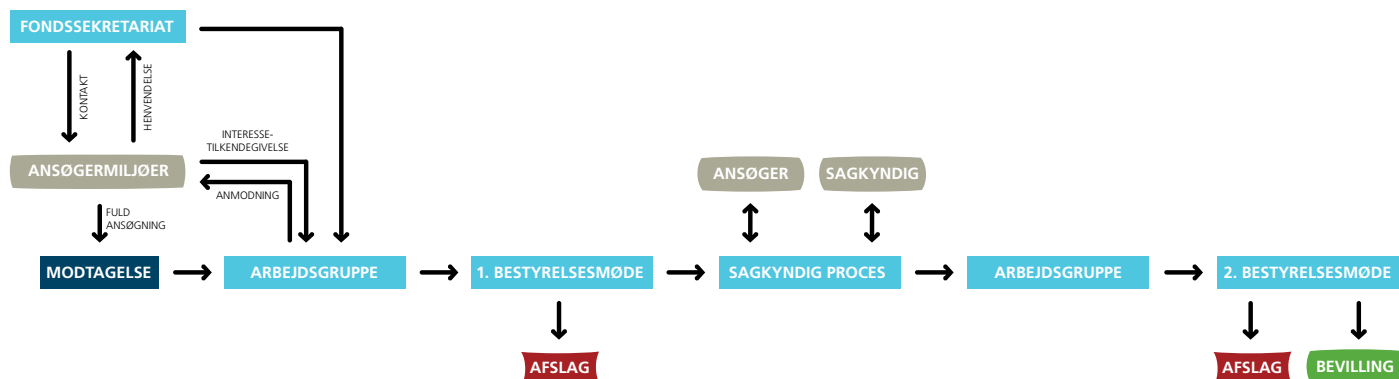 FONDSSEKRETARIAT
KONTAKT
HENVENDELSE
INTERESSE-
TILKENDEGIVELSE
ANSØGERMILJØER
ANMODNING
ANSØGER
SAGKYNDIG
FULD
ANSØGNING
MODTAGELSE
ARBEJDSGRUPPE
1. BESTYRELSESMØDE
SAGKYNDIG PROCES
ARBEJDSGRUPPE
2. BESTYRELSESMØDE
AFSLAG
AFSLAG
BEVILLING